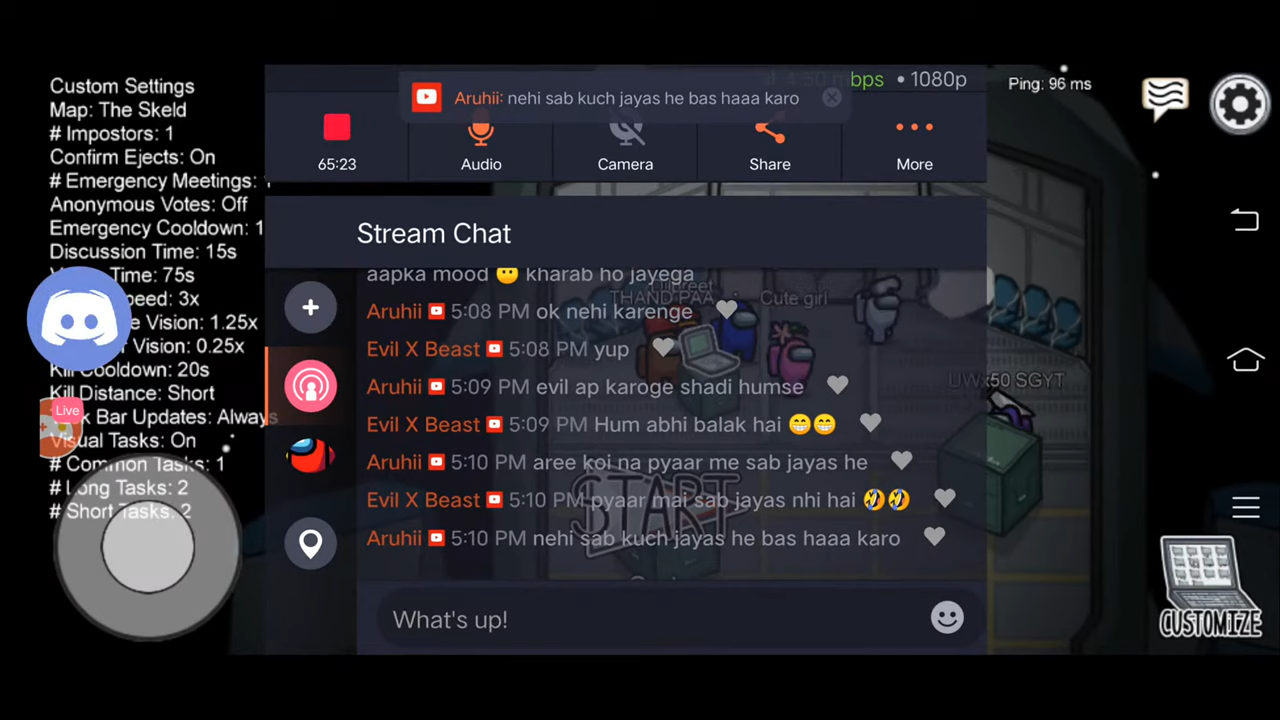 Custom Settings
Map: The Skeld
# Impostors: 1
Confirm Ejects: On
# Emergency Meetings:
Anonymous Votes: Off
Emergency Cooldown: 1
Discussion Time: 15s
Time: 75s
3x
Vision: 1.25x
Vision: 0.25x
Kill Cooldown: 20s
Kill Distance: Short
Bar Updates: Always
Visual Tasks: On
# Common Tasks: 1
# Long Tasks: 2
# Short Tasks: 2
Live
mbps • 1080p
Aruhii: nehi sab kuch jayas he bas haaa karo
65:23
Audio
Camera
Share
More
Stream Chat
aapka mood 😶 kharab ho jayega
Aruhii 5:08 PM ok nehi karenge
Evil X Beast 5:08 PM yup
Aruhii 5:09 PM evil ap karoge shadi humse
Evil X Beast 5:09 PM Hum abhi balak hai 😁😁
Aruhii 5:10 PM aree koi na pyaar me sab jayas he
Evil X Beast 5:10 PM pyaar mai sab jayas nhi hai 🤣🤣
Aruhii 5:10 PM nehi sab kuch jayas he bas haaa karo
What's up!
THAND PAA
Cute girl
UWx50 SGYT
START
Ping: 96 ms
CUSTOMIZE